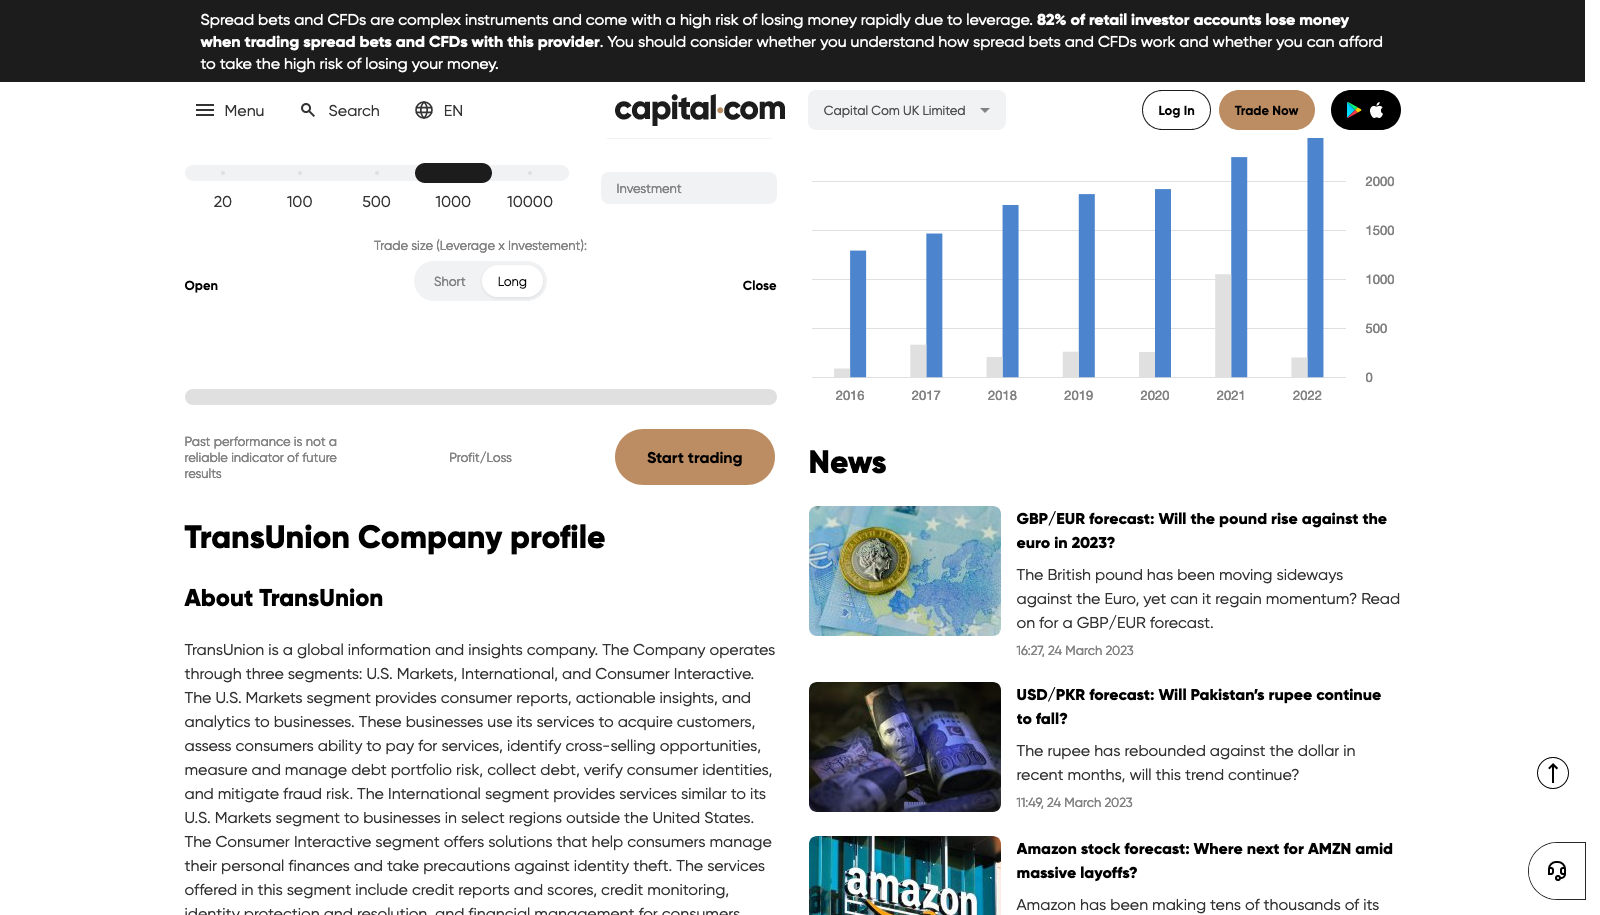 Spread bets and CFDs are complex instruments and come with a high risk of losing money rapidly due to leverage. 82% of retail investor accounts lose money
when trading spread bets and CFDs with this provider. You should consider whether you understand how spread bets and CFDs work and whether you can afford
to take the high risk of losing your money.
Menu
Search
EN
capital.com
Capital Com UK Limited
Log In
Trade Now
20
100
500
1000
10000
Investment
Trade size (Leverage x Investement):
Open
Short
Long
Close
Past performance is not a
reliable indicator of future
results
Profit/Loss
Start trading
TransUnion Company profile
About TransUnion
TransUnion is a global information and insights company. The Company operates
through three segments: U.S. Markets, International, and Consumer Interactive.
The U.S. Markets segment provides consumer reports, actionable insights, and
analytics to businesses. These businesses use its services to acquire customers,
assess consumers ability to pay for services, identify cross-selling opportunities,
measure and manage debt portfolio risk, collect debt, verify consumer identities,
and mitigate fraud risk. The International segment provides services similar to its
U.S. Markets segment to businesses in select regions outside the United States.
The Consumer Interactive segment offers solutions that help consumers manage
their personal finances and take precautions against identity theft. The services
offered in this segment include credit reports and scores, credit monitoring,
identity protection and resolution, and financial management for consumers.
2000
1500
1000
500
0
2016
2017
2018
2019
2020
2021
2022
News
GBP/EUR forecast: Will the pound rise against the
euro in 2023?
The British pound has been moving sideways
against the Euro, yet can it regain momentum? Read
on for a GBP/EUR forecast.
16:27, 24 March 2023
USD/PKR forecast: Will Pakistan’s rupee continue
to fall?
The rupee has rebounded against the dollar in
recent months, will this trend continue?
11:49, 24 March 2023
amazon
Amazon stock forecast: Where next for AMZN amid
massive layoffs?
Amazon has been making tens of thousands of its